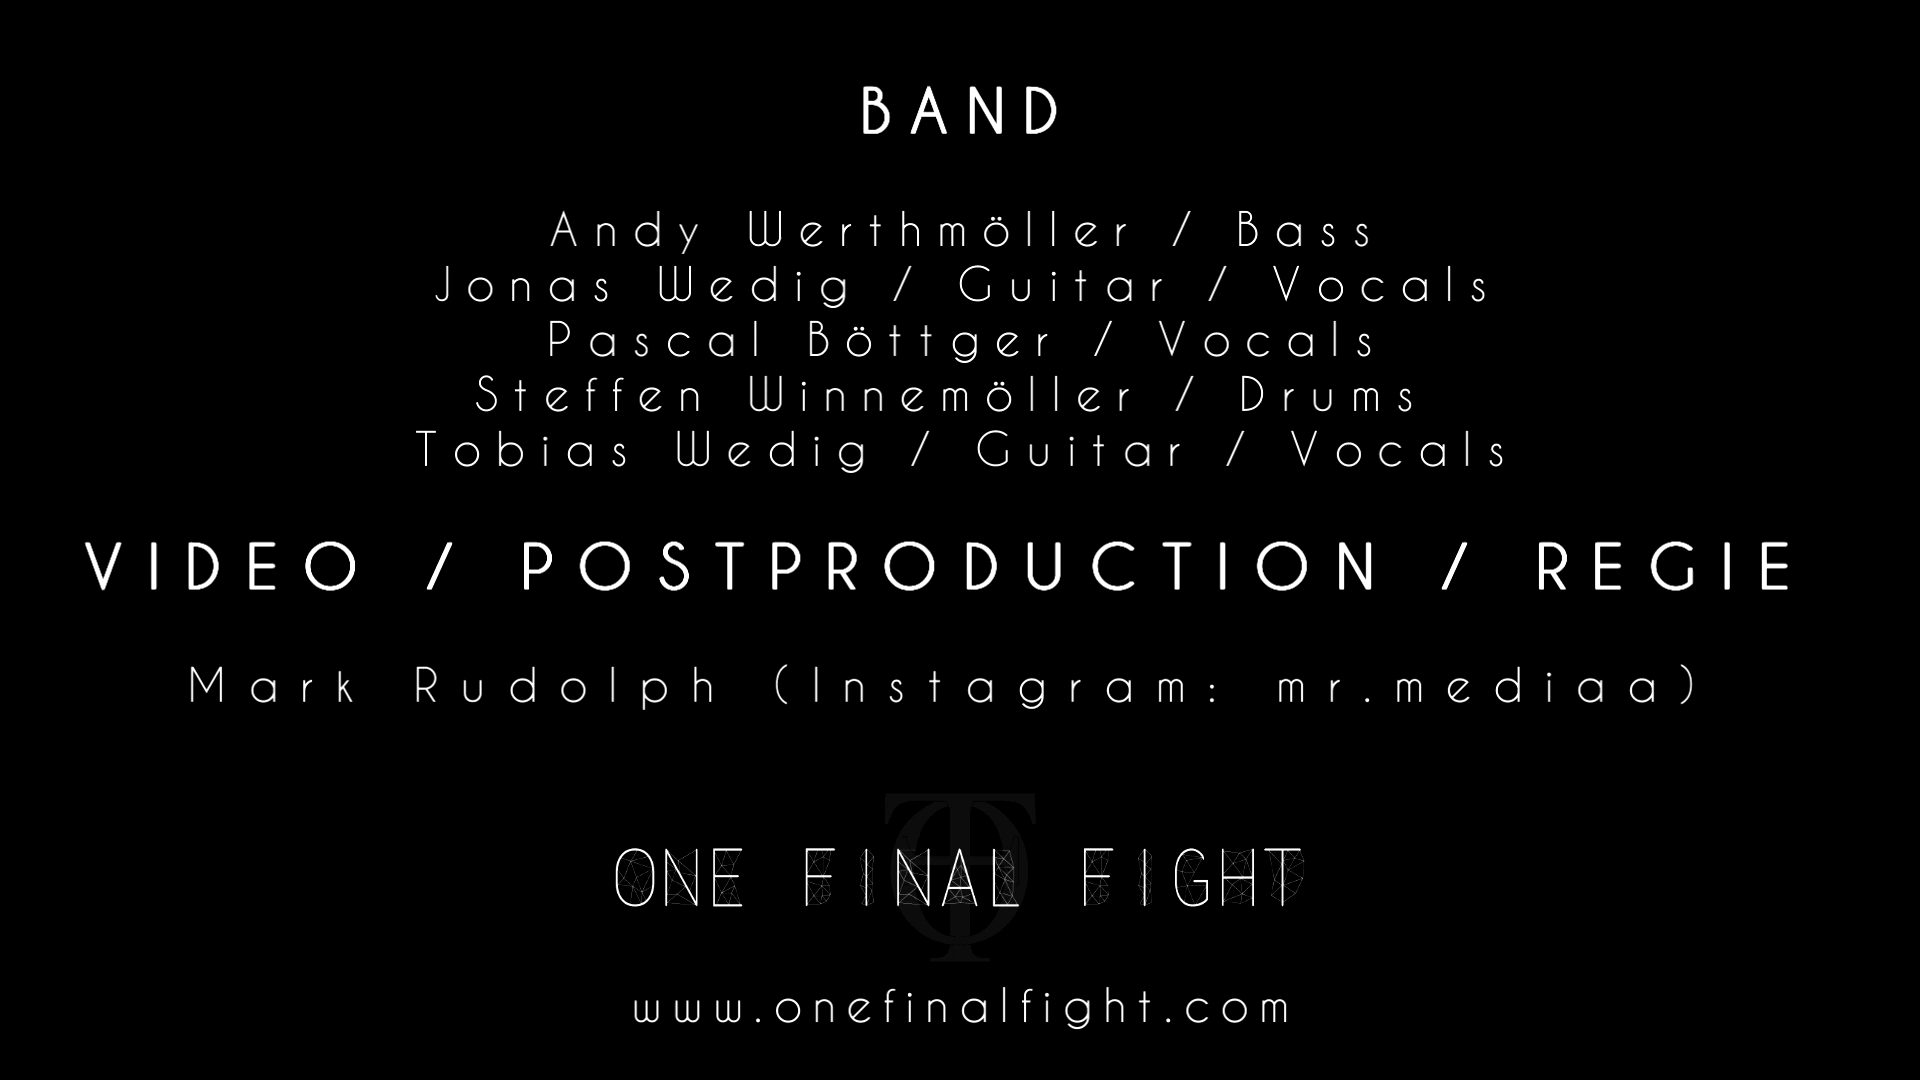 BAND
Andy Werthmöller / Bass
Jonas Wedig / Guitar / Vocals
Pascal Böttger / Vocals
Steffen Winnemöller / Drums
Tobias Wedig / Guitar / Vocals
VIDEO / POSTPRODUCTION / REGIE
Mark Rudolph (Instagram: mr.mediaa)
ONE FINAL FIGHT
www.onefinalfight.com